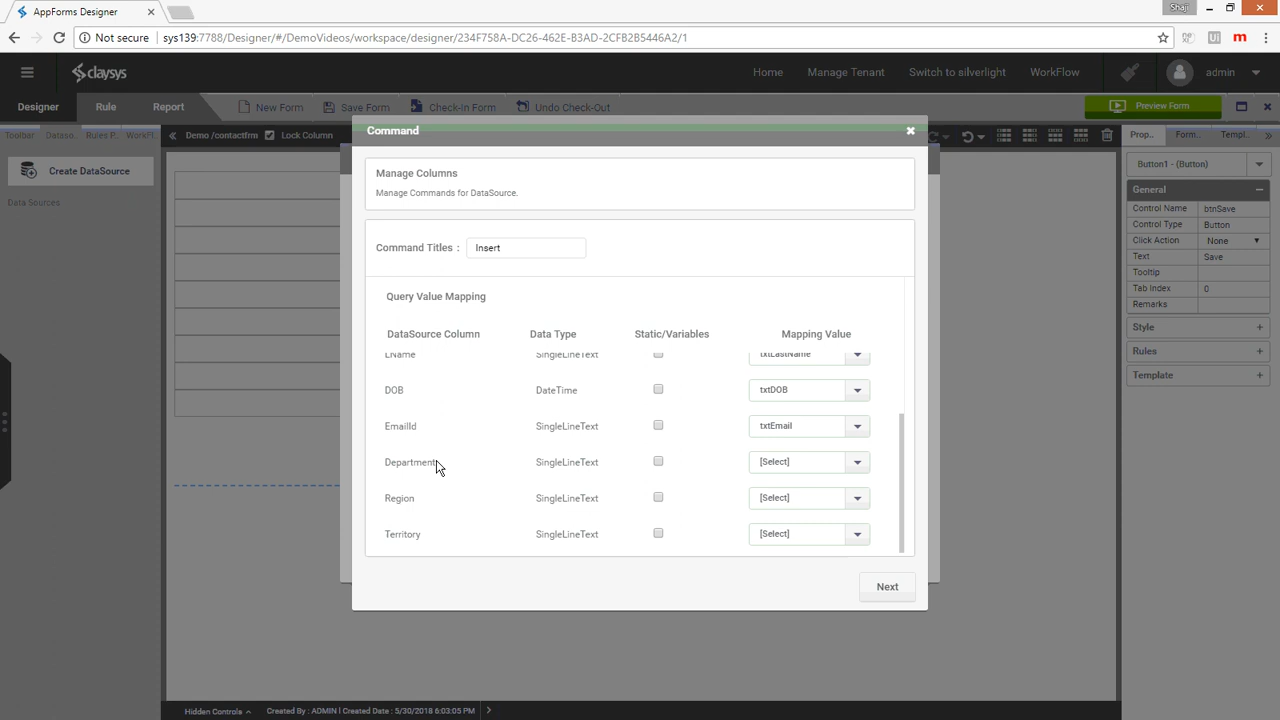 AppForms Designer
Shaji
Not secure
sys139:7788/Designer/#/DemoVideos/workspace/designer/234F758A-DC26-462E-B3AD-2CFB2B5446A2/1
claysys
Home
Manage Tenant
Switch to silverlight
WorkFlow
admin
Designer
Rule
Report
New Form
Save Form
Check-In Form
Undo Check-Out
Preview Form
Toolbar
Dataso..
Rules P..
WorkFl..
Demo /contactfrm
Lock Column
Prop..
Form..
Templ..
Create DataSource
Data Sources
Command
Manage Columns
Manage Commands for DataSource.
Command Titles :
Insert
Query Value Mapping
DataSource Column
Data Type
Static/Variables
Mapping Value
LName
SingleLineText
txtLastName
DOB
DateTime
txtDOB
EmailId
SingleLineText
txtEmail
Department
SingleLineText
[Select]
Region
SingleLineText
[Select]
Territory
SingleLineText
[Select]
Next
Button1 - (Button)
General
Control Name
btnSave
Control Type
Button
Click Action
None
Text
Save
Tooltip
Tab Index
0
Remarks
Style
Rules
Template
Hidden Controls
Created By : ADMIN | Created Date : 5/30/2018 6:03:05 PM